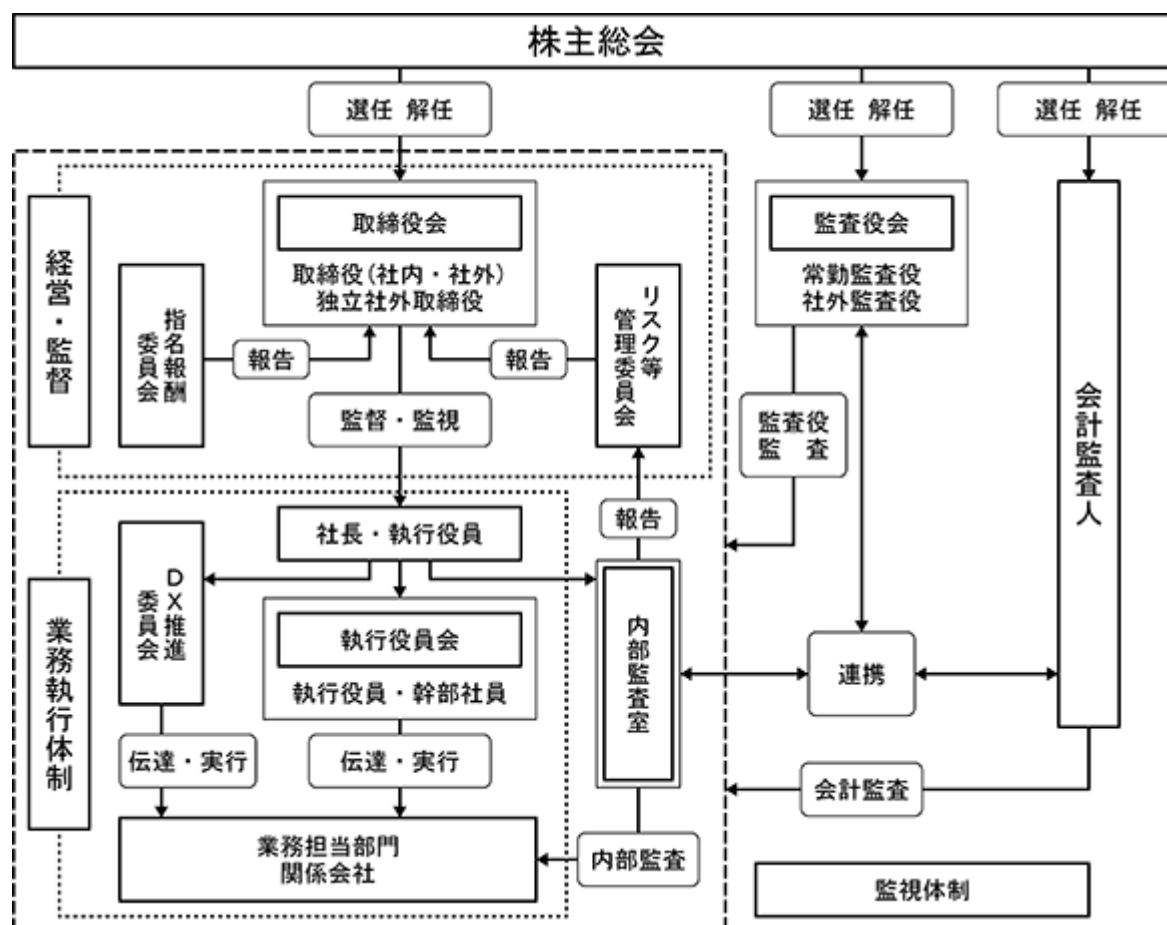 株主総会
選任 解任
選任 解任
選任 解任
経営・監督
指名報酬
委員会
報告
取締役会
取締役(社内・社外)
独立社外取締役
報告
リスク等
管理委員会
監督・監視
監査役会
常勤監査役
社外監査役
監査役
監　査
会計監査人
業務執行体制
社長・執行役員
報告
DX推進
委員会
執行役員会
執行役員・幹部社員
内部監査室
連携
伝達・実行
伝達・実行
会計監査
業務担当部門
関係会社
内部監査
監視体制